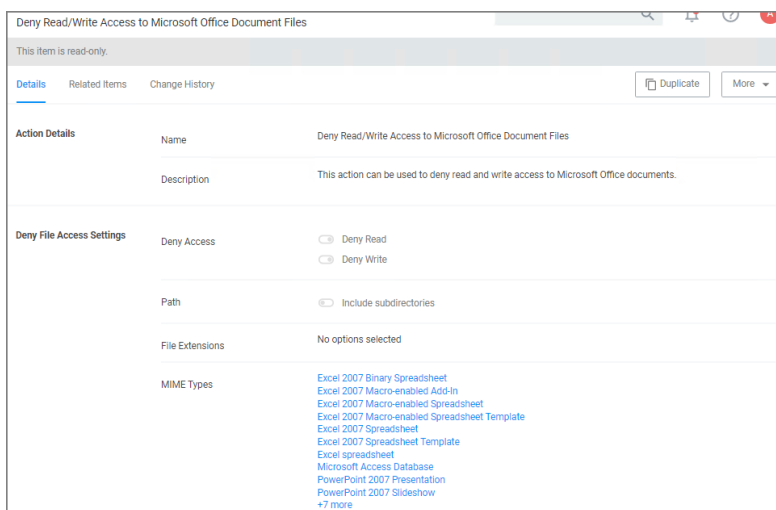 Deny Read/Write Access to Microsoft Office Document Files
This item is read-only.
Details Related Items Change History Duplicate More
Action Details
Name Deny Read/Write Access to Microsoft Office Document Files
Description This action can be used to deny read and write access to Microsoft Office documents.
Deny File Access Settings
Deny Access Deny Read
Deny Write
Path Include subdirectories
File Extensions No options selected
MIME Types Excel 2007 Binary Spreadsheet
Excel 2007 Macro-enabled Add-In
Excel 2007 Macro-enabled Spreadsheet
Excel 2007 Macro-enabled Spreadsheet Template
Excel 2007 Spreadsheet
Excel 2007 Spreadsheet Template
Excel spreadsheet
Microsoft Access Database
PowerPoint 2007 Presentation
PowerPoint 2007 Slideshow
+7 more